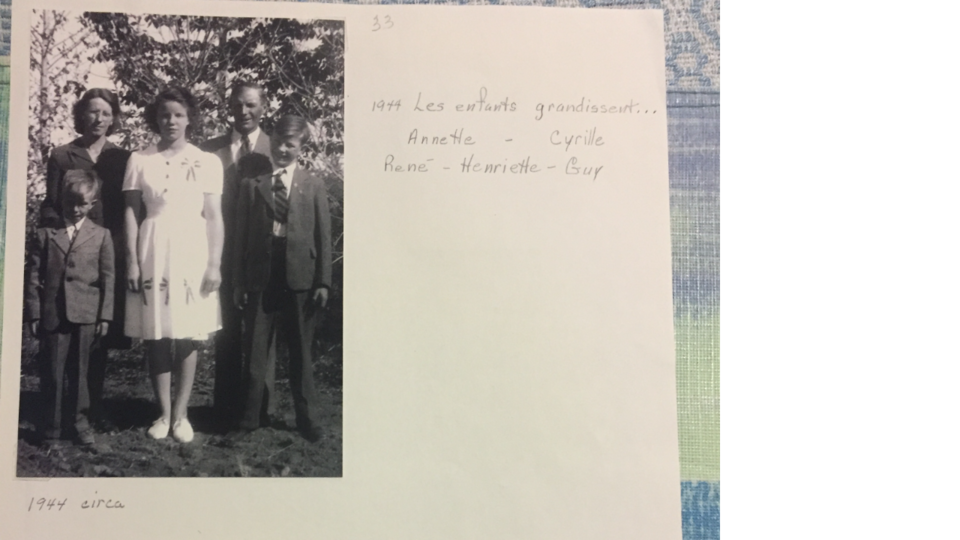 33
1944 Les enfants grandissent...
Annette - Cyrille
René - Henriette - Guy
1944 circa